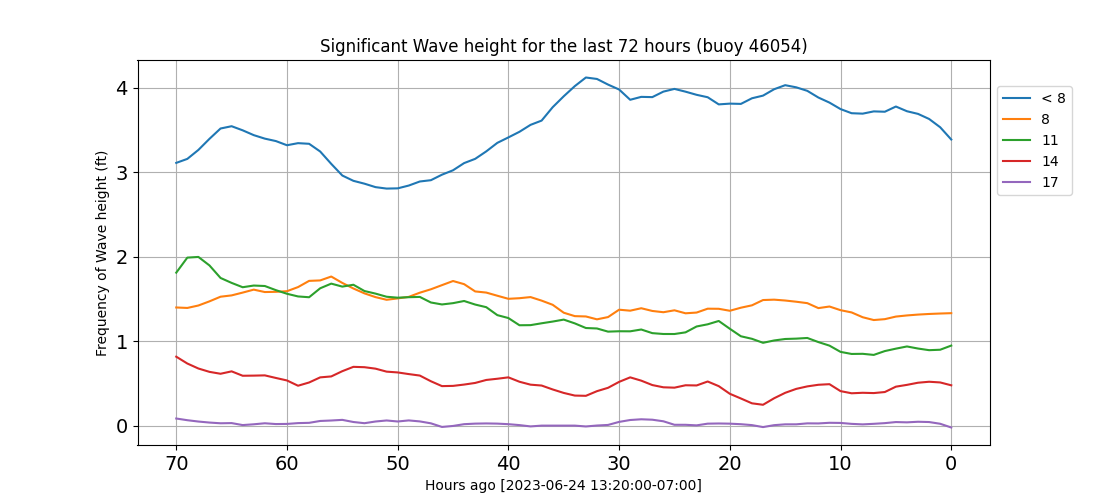 Significant Wave height for the last 72 hours (buoy 46054)
Frequency of Wave height (ft)
4
3
2
1
0
70 60 50 40 30 20 10 0
Hours ago [2023-06-24 13:20:00-07:00]
< 8
8
11
14
17